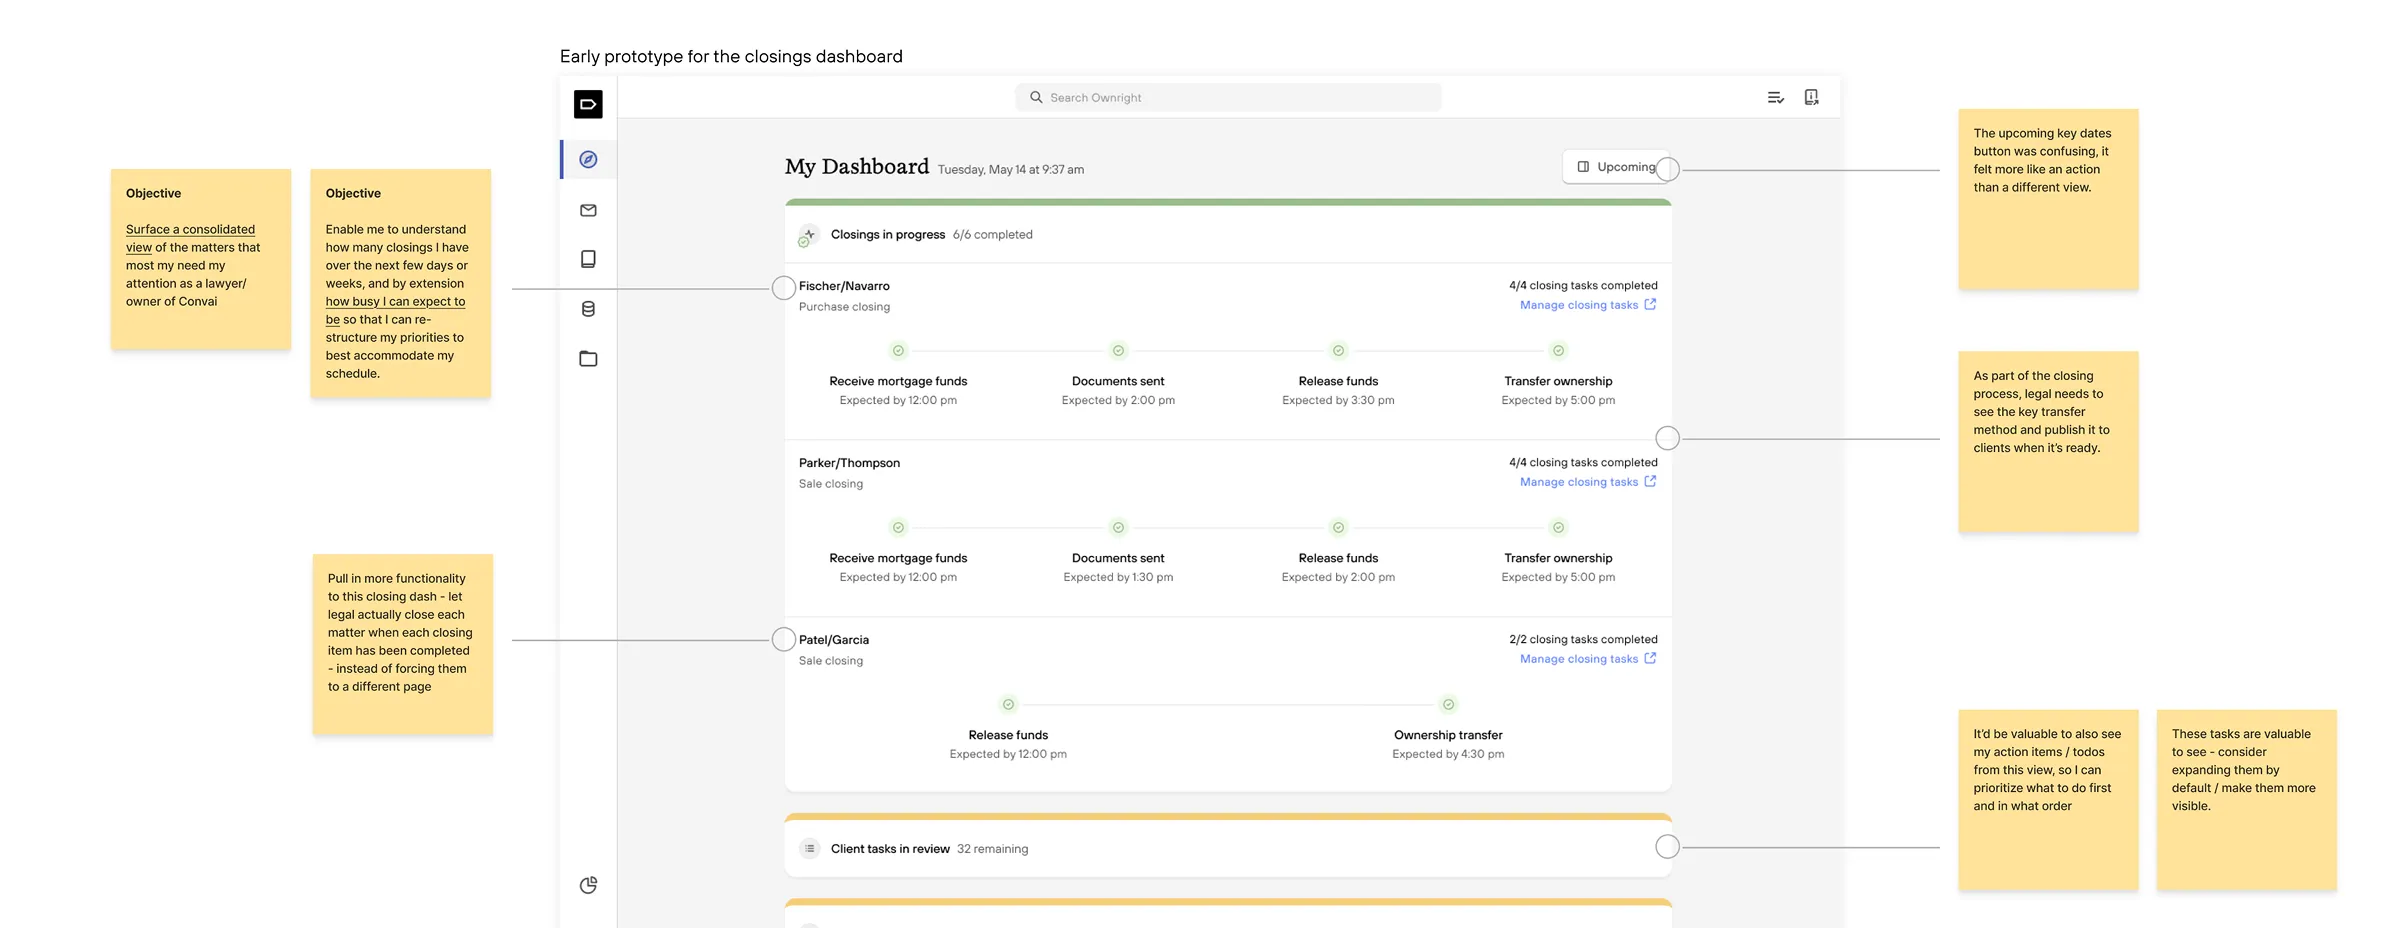 Early prototype for the closings dashboard
Search Ownright
My Dashboard Tuesday, May 14 at 9:37 am
Upcoming
Closings in progress 6/6 completed
Fischer/Navarro
Purchase closing
4/4 closing tasks completed
Manage closing tasks
Receive mortgage funds
Expected by 12:00 pm
Documents sent
Expected by 2:00 pm
Release funds
Expected by 3:30 pm
Transfer ownership
Expected by 5:00 pm
Parker/Thompson
Sale closing
4/4 closing tasks completed
Manage closing tasks
Receive mortgage funds
Expected by 12:00 pm
Documents sent
Expected by 1:30 pm
Release funds
Expected by 2:00 pm
Transfer ownership
Expected by 5:00 pm
Patel/Garcia
Sale closing
2/2 closing tasks completed
Manage closing tasks
Release funds
Expected by 12:00 pm
Ownership transfer
Expected by 4:30 pm
Client tasks in review 32 remaining
Objective
Surface a consolidated
view of the matters that
most my need my
attention as a lawyer/
owner of Convai
Objective
Enable me to understand
how many closings I have
over the next few days or
weeks, and by extension
how busy I can expect to
be so that I can re-
structure my priorities to
best accommodate my
schedule.
Pull in more functionality
to this closing dash - let
legal actually close each
matter when each closing
item has been completed
- instead of forcing them
to a different page
The upcoming key dates
button was confusing, it
felt more like an action
than a different view.
As part of the closing
process, legal needs to
see the key transfer
method and publish it to
clients when it's ready.
It'd be valuable to also see
my action items / todos
from this view, so I can
prioritize what to do first
and in what order
These tasks are valuable
to see - consider
expanding them by
default / make them more
visible.